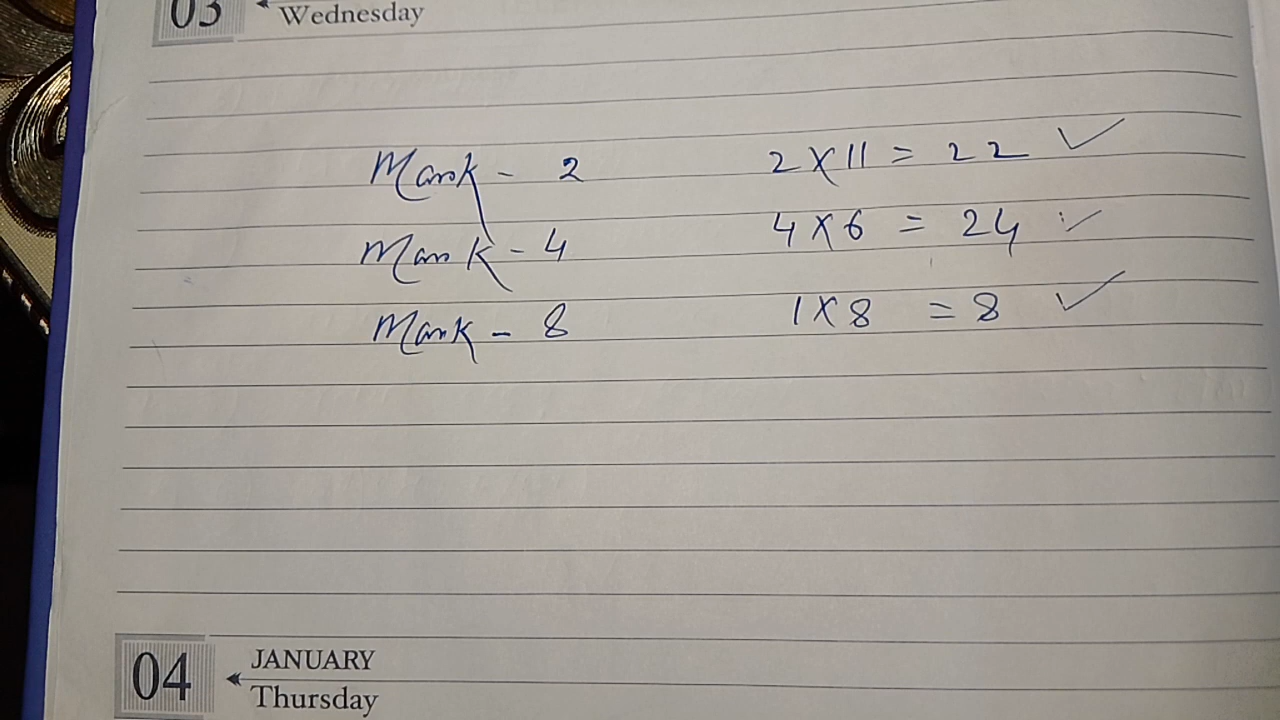 03 Wednesday
Mark - 2 2 X 11 = 22 ✓
Mark - 4 4 X 6 = 24 ✓
Mark - 8 1 X 8 = 8 ✓
04 JANUARY
Thursday